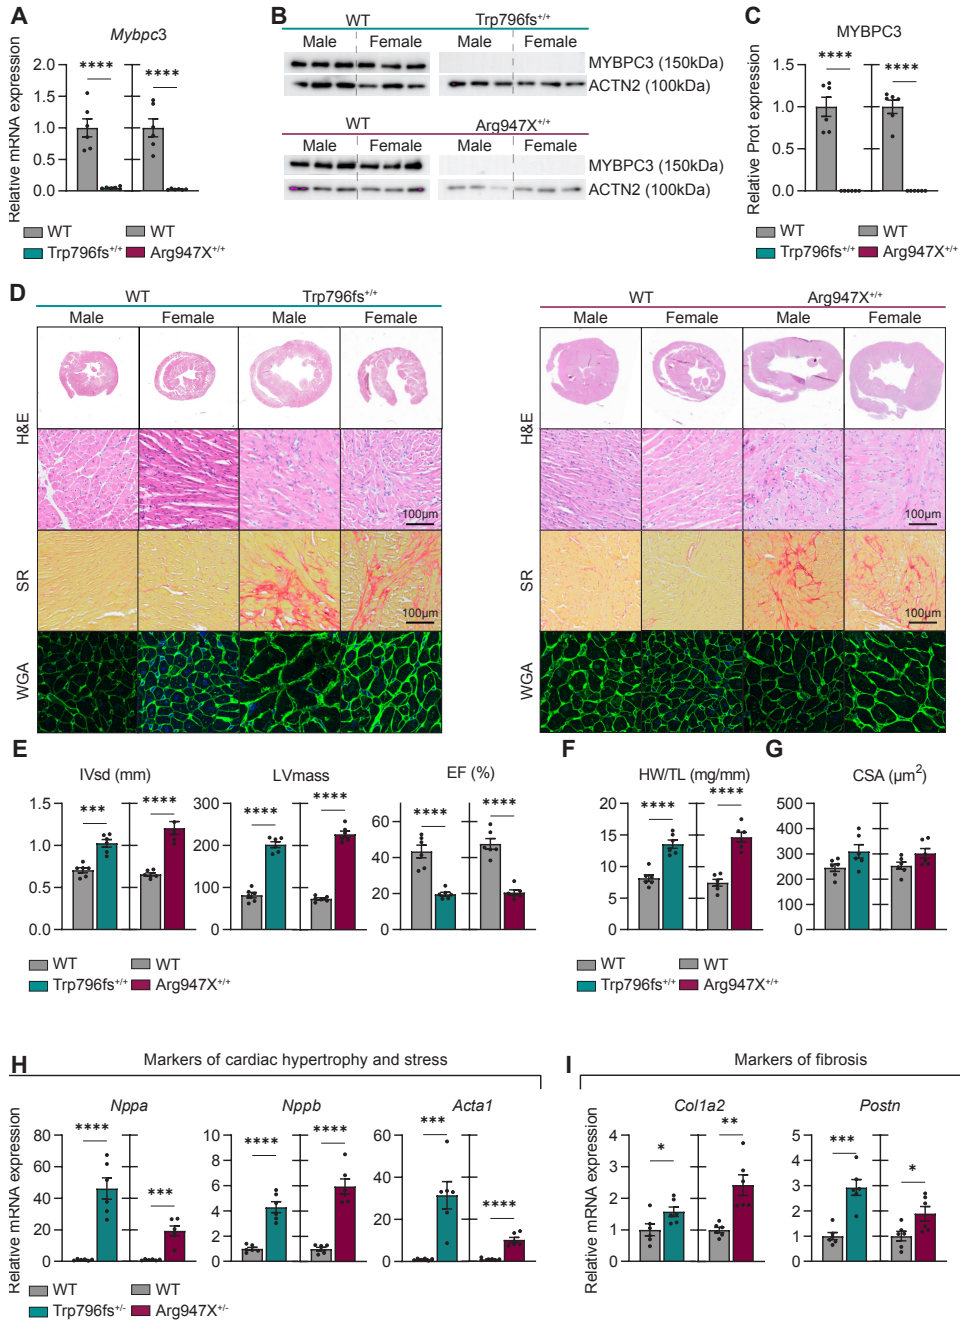 A
Mybpc3
Relative mRNA expression
2.0
1.5
1.0
0.5
0.0
****
****
WT
WT
Trp796fs+/+
Arg947X+/+
B
WT
Trp796fs+/+
Male
Female
Male
Female
MYBPC3 (150kDa)
ACTN2 (100kDa)
WT
Arg947X+/+
Male
Female
Male
Female
MYBPC3 (150kDa)
ACTN2 (100kDa)
C
MYBPC3
Relative Prot expression
1.5
1.0
0.5
0.0
****
****
WT
WT
Trp796fs+/+
Arg947X+/+
D
WT
Trp796fs+/+
Male
Female
Male
Female
H&E
100µm
SR
100µm
WGA
WT
Arg947X+/+
Male
Female
Male
Female
H&E
100µm
SR
100µm
WGA
E
IVsd (mm)
1.5
1.0
0.5
0.0
***
****
LVmass
300
200
100
0
****
****
EF (%)
60
40
20
0
****
****
WT
WT
Trp796fs+/+
Arg947X+/+
F
HW/TL (mg/mm)
20
15
10
5
0
****
****
G
CSA (µm2)
500
400
300
200
100
0
WT
WT
Trp796fs+/+
Arg947X+/+
H
Markers of cardiac hypertrophy and stress
Relative mRNA expression
Nppa
80
60
40
20
0
****
***
Nppb
10
8
6
4
2
0
****
****
Acta1
60
40
20
0
***
****
WT
WT
Trp796fs+/-
Arg947X+/-
I
Markers of fibrosis
Relative mRNA expression
Col1a2
4
3
2
1
0
*
**
Postn
5
4
3
2
1
0
***
*
WT
WT
Trp796fs+/-
Arg947X+/-